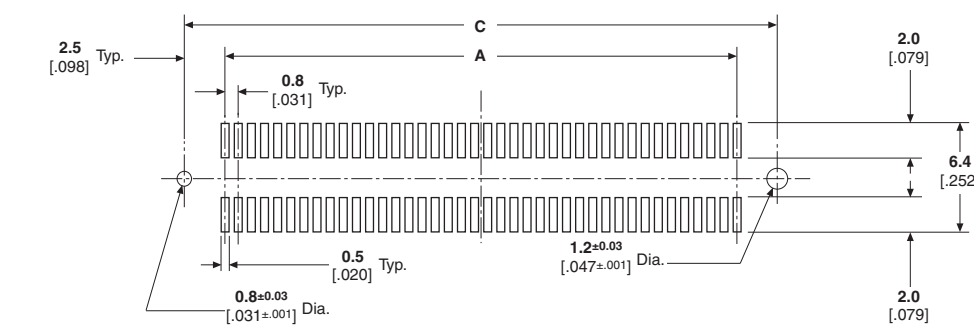 C
2.5 Typ.
[.098]
A
2.0
[.079]
0.8 Typ.
[.031]
6.4
[.252
0.5 Typ.
[.020]
1.2±0.03
[.047±.001] Dia.
0.8±0.03
[.031±.001] Dia.
2.0
[.079]